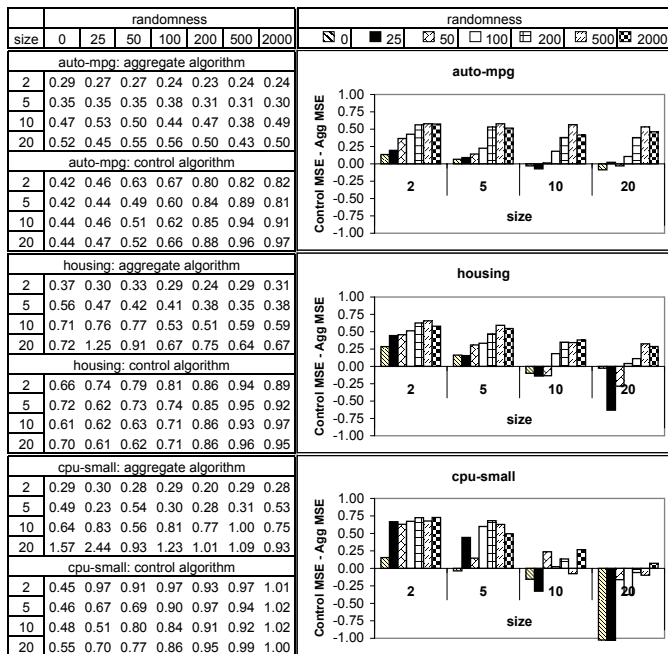 randomness
size 0 25 50 100 200 500 2000
auto-mpg: aggregate algorithm
2 0.29 0.27 0.27 0.24 0.23 0.24 0.24
5 0.35 0.35 0.35 0.38 0.31 0.31 0.30
10 0.47 0.53 0.50 0.44 0.47 0.38 0.49
20 0.52 0.45 0.55 0.56 0.50 0.43 0.50
auto-mpg: control algorithm
2 0.42 0.46 0.63 0.67 0.80 0.82 0.82
5 0.42 0.44 0.49 0.60 0.84 0.89 0.81
10 0.44 0.46 0.51 0.62 0.85 0.94 0.91
20 0.44 0.47 0.52 0.66 0.88 0.96 0.97
housing: aggregate algorithm
2 0.37 0.30 0.33 0.29 0.24 0.29 0.31
5 0.56 0.47 0.42 0.41 0.38 0.35 0.38
10 0.71 0.76 0.77 0.53 0.51 0.59 0.59
20 0.72 1.25 0.91 0.67 0.75 0.64 0.67
housing: control algorithm
2 0.66 0.74 0.79 0.81 0.86 0.94 0.89
5 0.72 0.62 0.73 0.74 0.85 0.95 0.92
10 0.61 0.62 0.63 0.71 0.86 0.93 0.97
20 0.70 0.61 0.62 0.71 0.86 0.96 0.95
cpu-small: aggregate algorithm
2 0.29 0.30 0.28 0.29 0.20 0.29 0.28
5 0.49 0.23 0.54 0.30 0.28 0.31 0.53
10 0.64 0.83 0.56 0.81 0.77 1.00 0.75
20 1.57 2.44 0.93 1.23 1.01 1.09 0.93
cpu-small: control algorithm
2 0.45 0.97 0.91 0.97 0.93 0.97 1.01
5 0.46 0.67 0.69 0.90 0.97 0.94 1.02
10 0.48 0.51 0.80 0.84 0.91 0.92 1.02
20 0.55 0.70 0.77 0.86 0.95 0.99 1.00
randomness
0 25 50 100 200 500 2000
auto-mpg
Control MSE - Agg MSE
1.00
0.75
0.50
0.25
0.00
-0.25
-0.50
-0.75
-1.00
2 5 10 20
size
housing
Control MSE - Agg MSE
1.00
0.75
0.50
0.25
0.00
-0.25
-0.50
-0.75
-1.00
2 5 10 20
size
cpu-small
Control MSE - Agg MSE
1.00
0.75
0.50
0.25
0.00
-0.25
-0.50
-0.75
-1.00
2 5 10 20
size